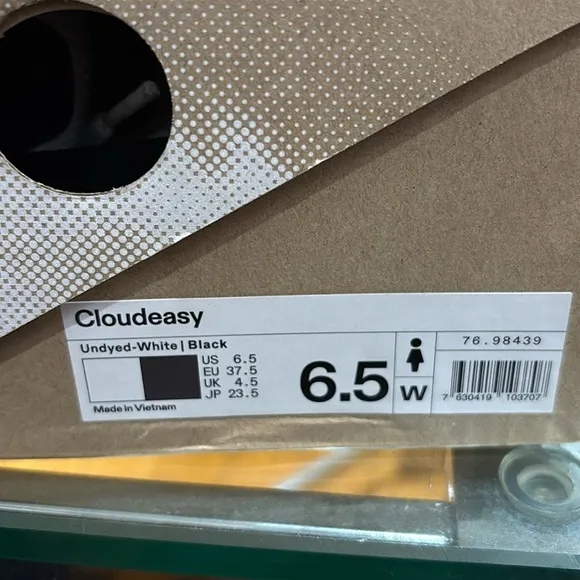 Cloudeasy
Undyed-White | Black
US 6.5
EU 37.5
UK 4.5
JP 23.5
Made in Vietnam
6.5
W
76.98439
7 630419 103707